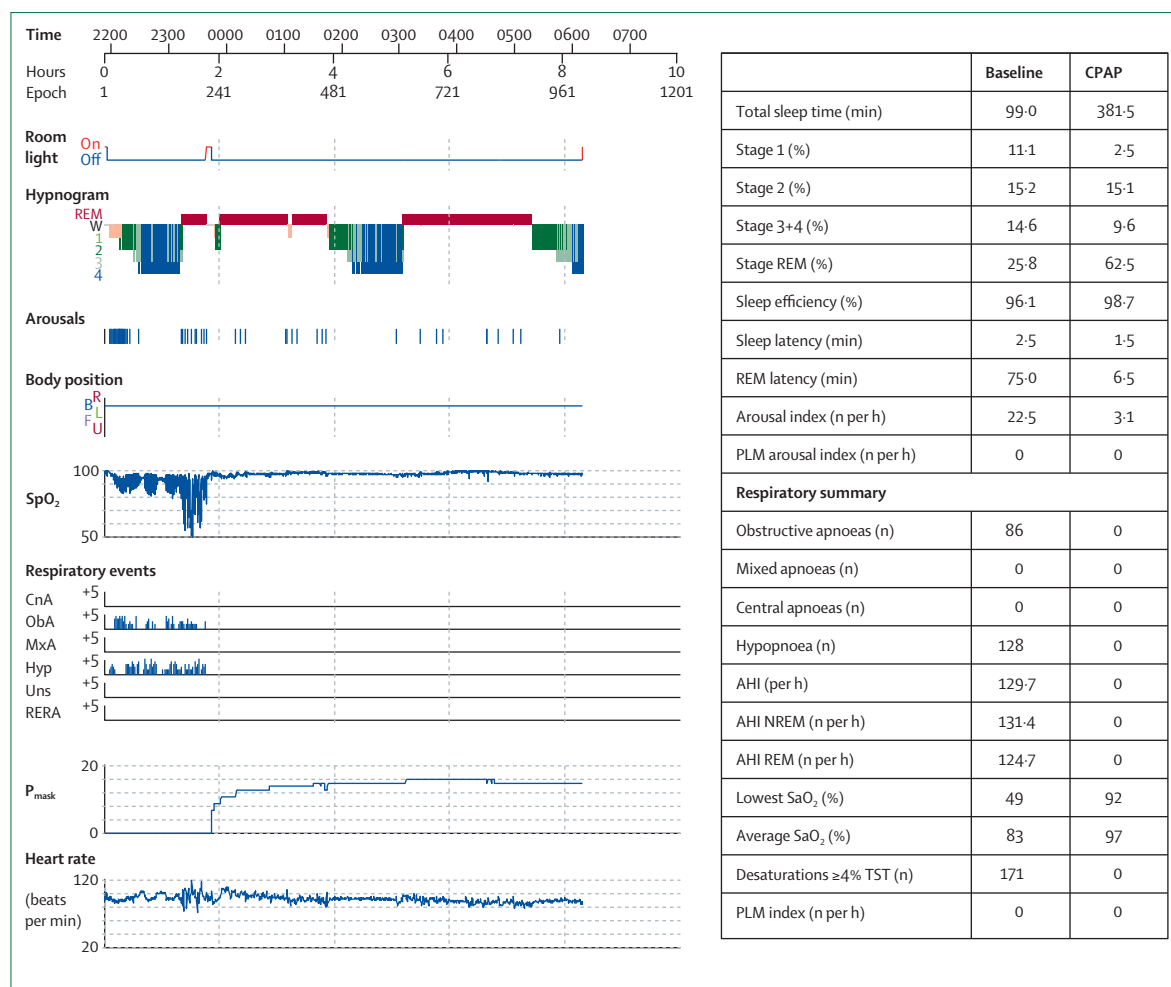 Time 2200 2300 0000 0100 0200 0300 0400 0500 0600 0700
Hours 0 2 4 6 8 10
Epoch 1 241 481 721 961 1201
Room light
On
Off
Hypnogram
REM
W
1
2
3
4
Arousals
Body position
R
B
L
F
U
SpO2
100
50
Respiratory events
CnA +5
ObA +5
MxA +5
Hyp +5
Uns +5
RERA +5
Pmask
20
0
Heart rate
(beats per min)
120
20
Baseline CPAP
Total sleep time (min) 99·0 381·5
Stage 1 (%) 11·1 2·5
Stage 2 (%) 15·2 15·1
Stage 3+4 (%) 14·6 9·6
Stage REM (%) 25·8 62·5
Sleep efficiency (%) 96·1 98·7
Sleep latency (min) 2·5 1·5
REM latency (min) 75·0 6·5
Arousal index (n per h) 22·5 3·1
PLM arousal index (n per h) 0 0
Respiratory summary
Obstructive apnoeas (n) 86 0
Mixed apnoeas (n) 0 0
Central apnoeas (n) 0 0
Hypopnoea (n) 128 0
AHI (per h) 129·7 0
AHI NREM (n per h) 131·4 0
AHI REM (n per h) 124·7 0
Lowest SaO2 (%) 49 92
Average SaO2 (%) 83 97
Desaturations ≥4% TST (n) 171 0
PLM index (n per h) 0 0